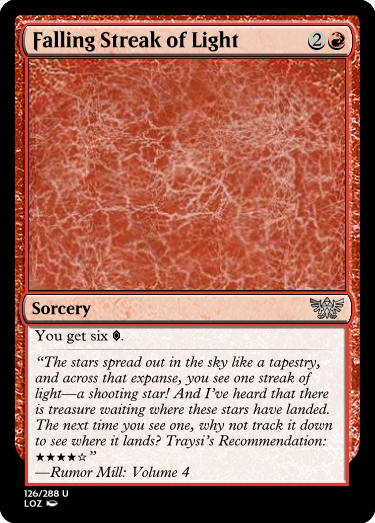 Falling Streak of Light 2
Sorcery
You get six .
“The stars spread out in the sky like a tapestry,
and across that expanse, you see one streak of
light—a shooting star! And I've heard that there
is treasure waiting where these stars have landed.
The next time you see one, why not track it down
to see where it lands? Traysi's Recommendation:
★★★★☆”
—Rumor Mill: Volume 4
126/288 U
LOZ